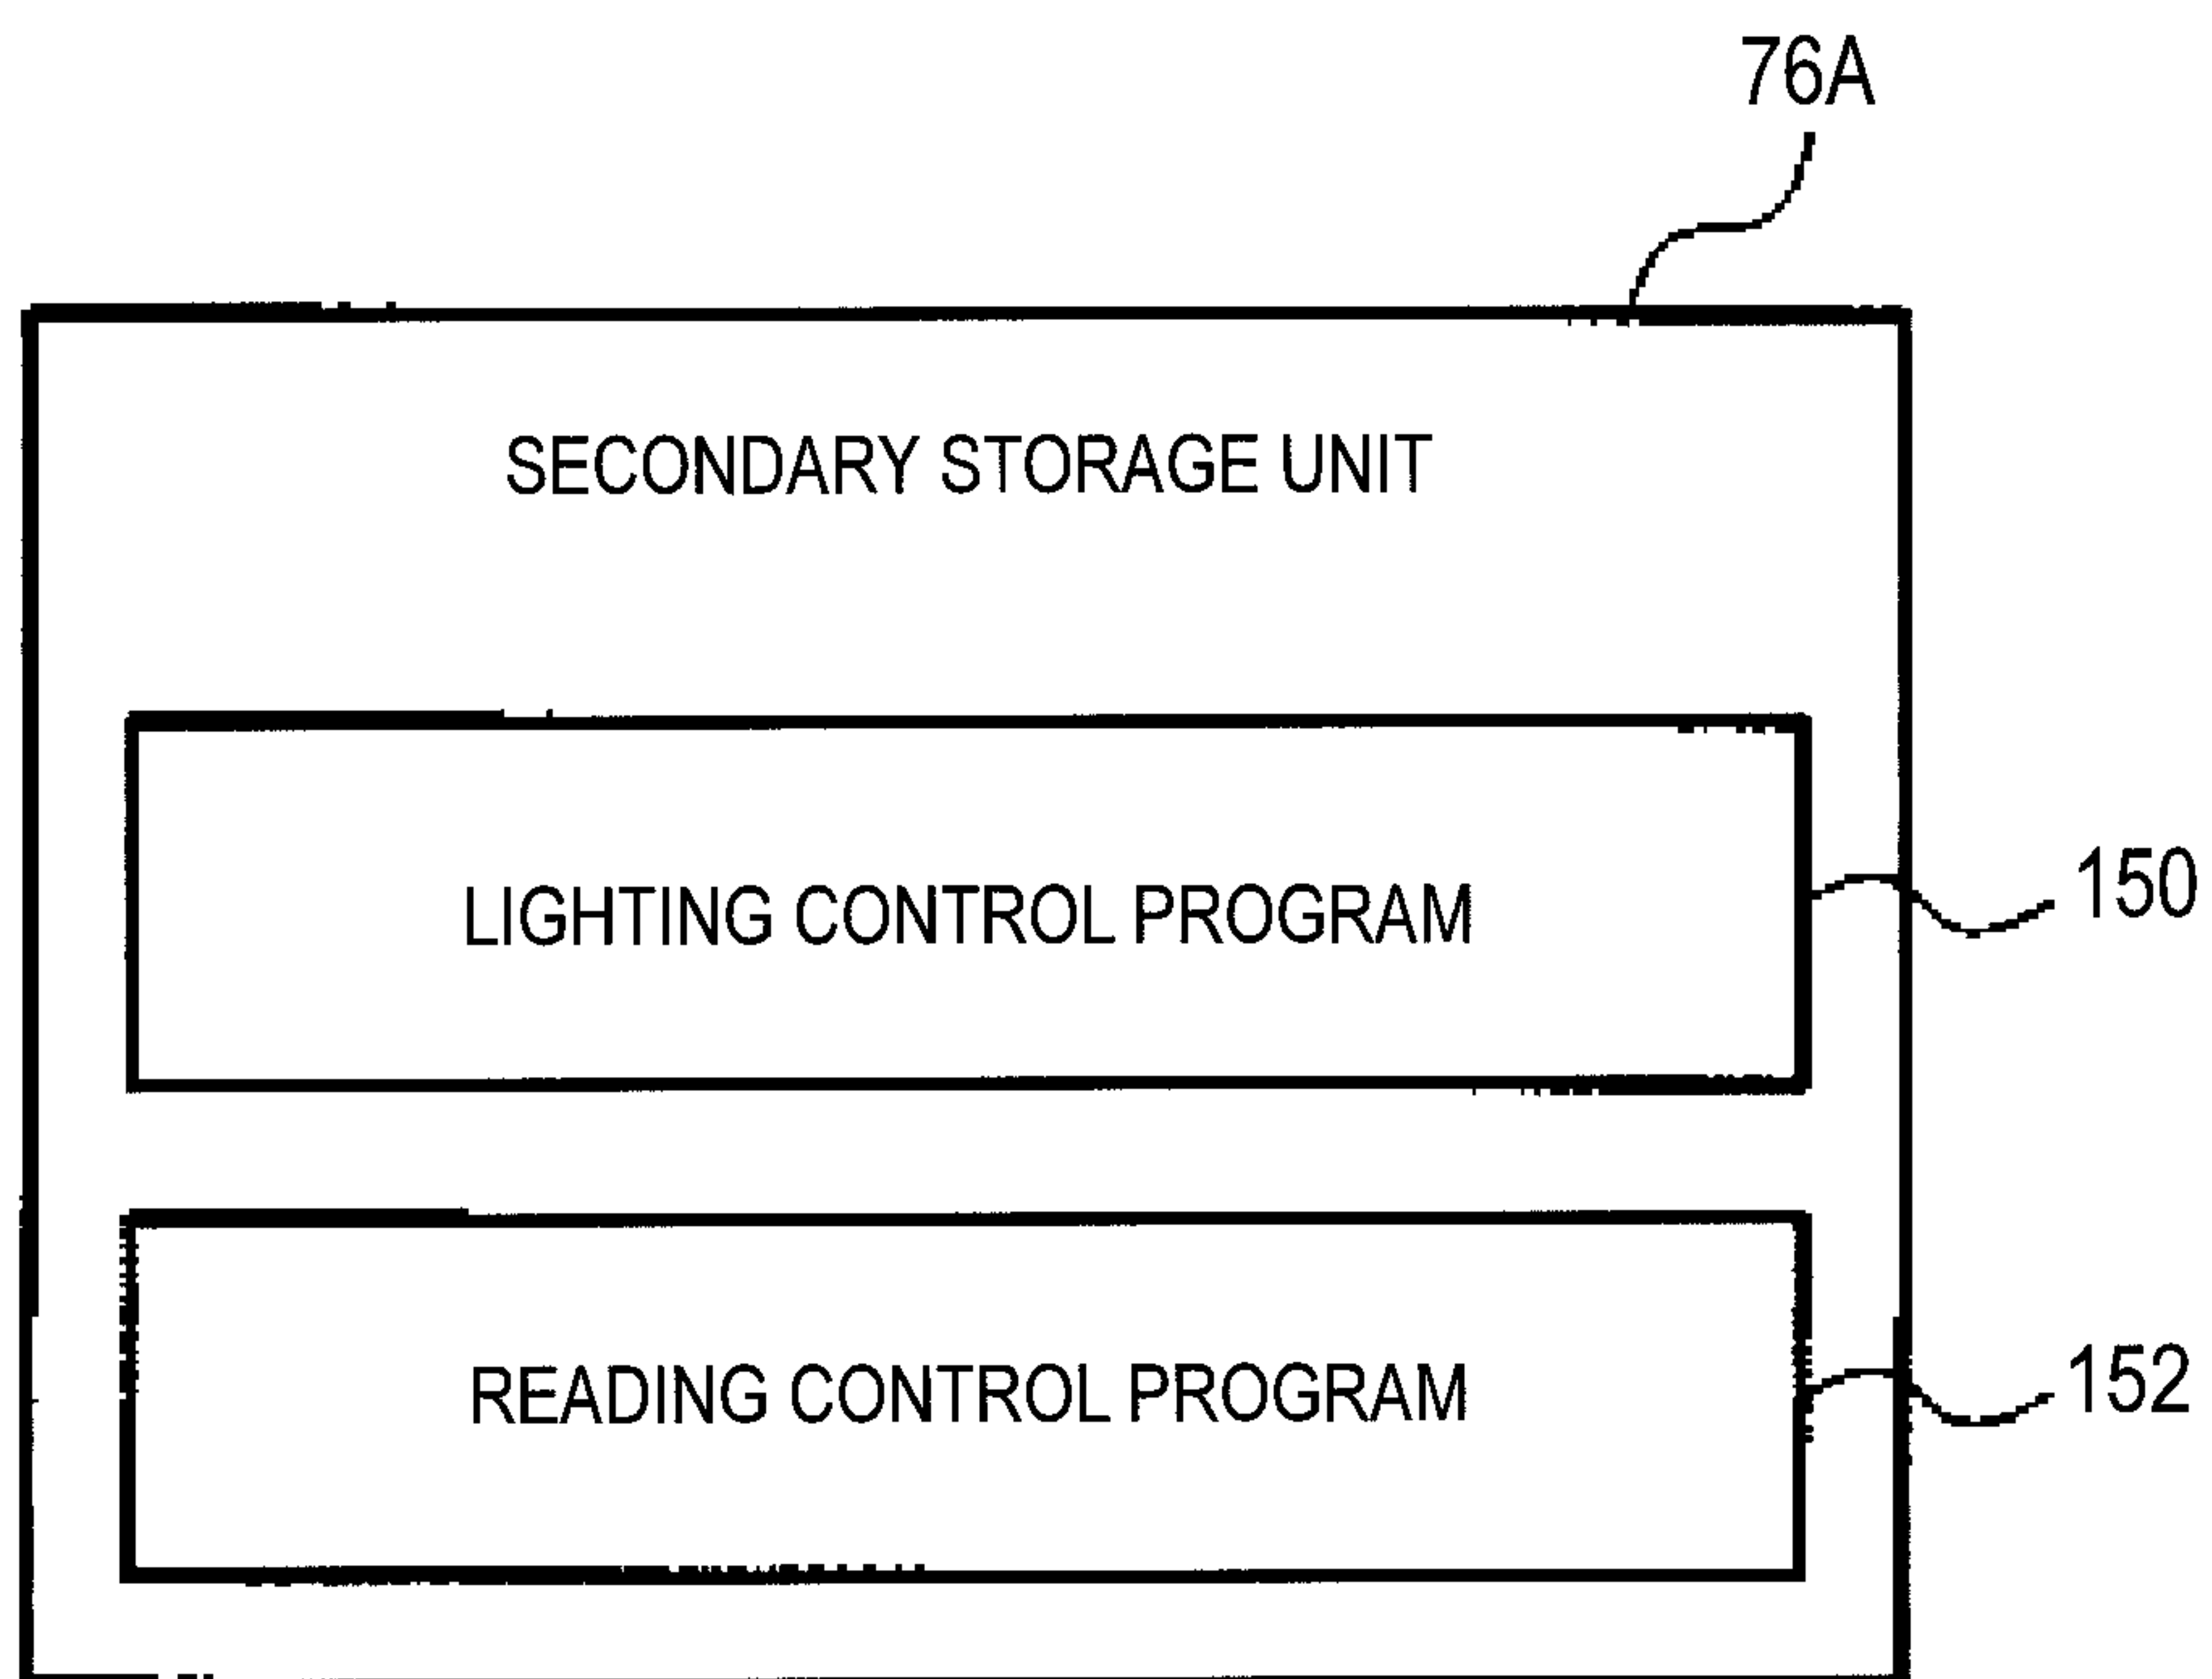 76A
SECONDARY STORAGE UNIT
LIGHTING CONTROL PROGRAM
150
READING CONTROL PROGRAM
152